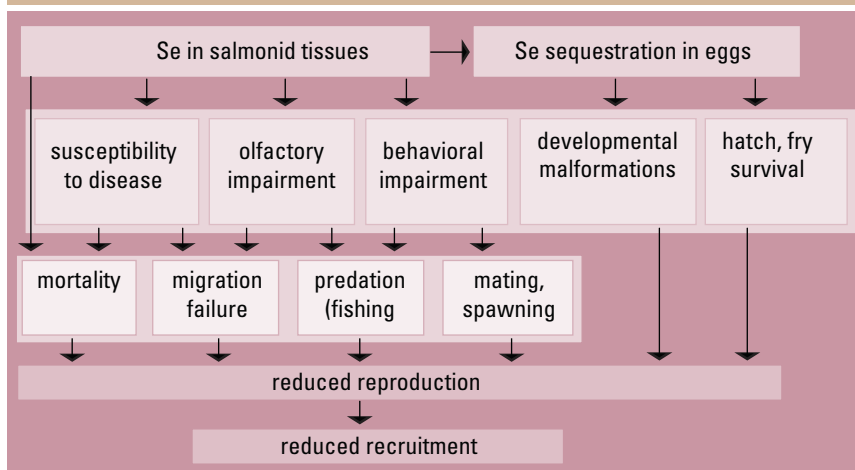 Se in salmonid tissues
Se sequestration in eggs
susceptibility
to disease
olfactory
impairment
behavioral
impairment
developmental
malformations
hatch, fry
survival
mortality
migration
failure
predation
(fishing
mating,
spawning
reduced reproduction
reduced recruitment